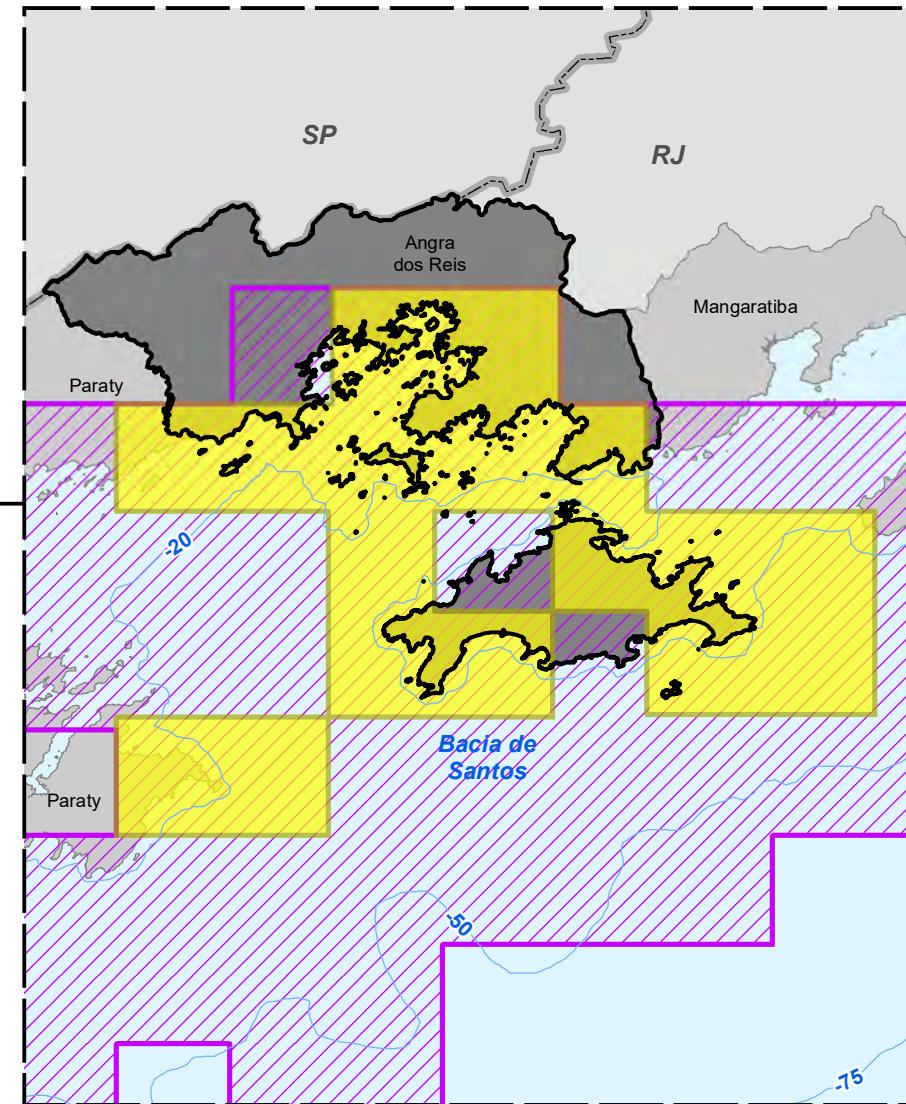 SP
RJ
Angra
dos Reis
Mangaratiba
Paraty
-20
Bacia de
Santos
Paraty
-50
-75